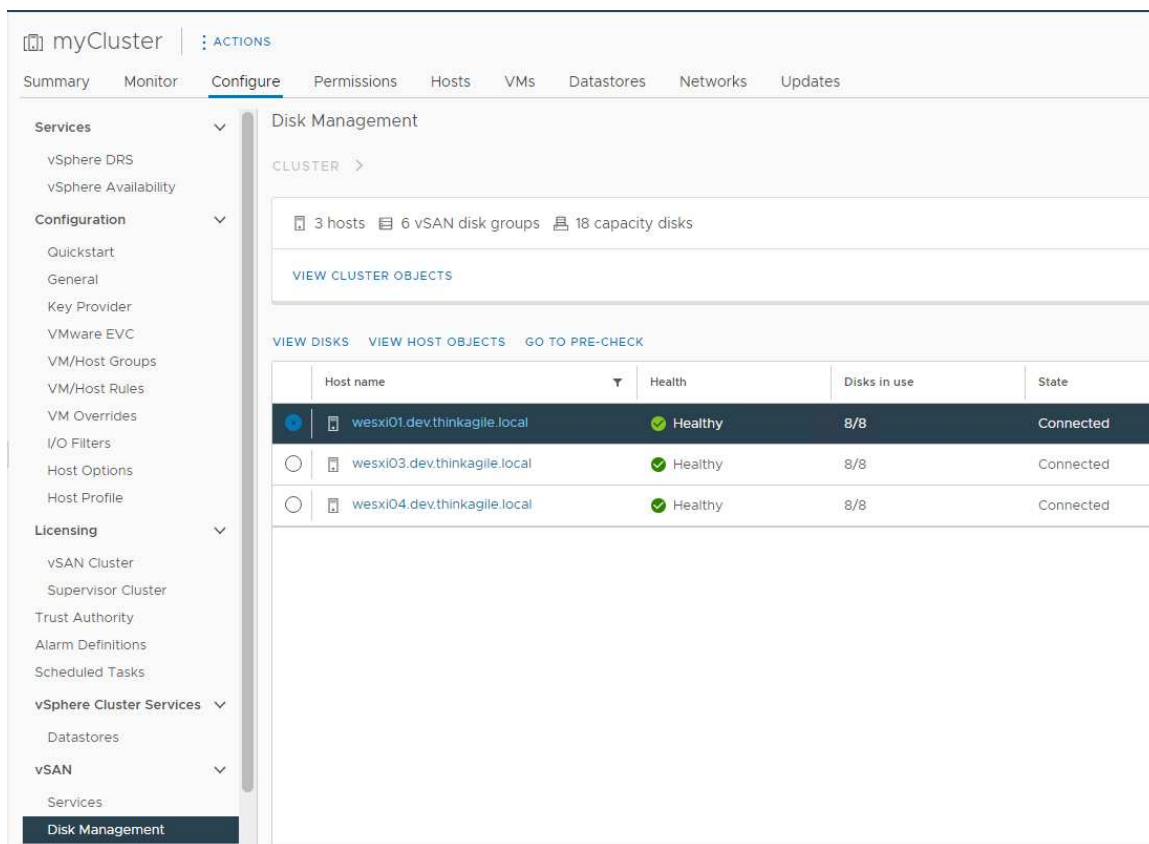 myCluster ACTIONS
Summary Monitor Configure Permissions Hosts VMs Datastores Networks Updates
Services
vSphere DRS
vSphere Availability
Configuration
Quickstart
General
Key Provider
VMware EVC
VM/Host Groups
VM/Host Rules
VM Overrides
I/O Filters
Host Options
Host Profile
Licensing
vSAN Cluster
Supervisor Cluster
Trust Authority
Alarm Definitions
Scheduled Tasks
vSphere Cluster Services
Datastores
vSAN
Services
Disk Management
Disk Management
CLUSTER >
3 hosts 6 vSAN disk groups 18 capacity disks
VIEW CLUSTER OBJECTS
VIEW DISKS VIEW HOST OBJECTS GO TO PRE-CHECK
Host name Health Disks in use State
wesxi01.dev.thinkagile.local Healthy 8/8 Connected
wesxi03.dev.thinkagile.local Healthy 8/8 Connected
wesxi04.dev.thinkagile.local Healthy 8/8 Connected